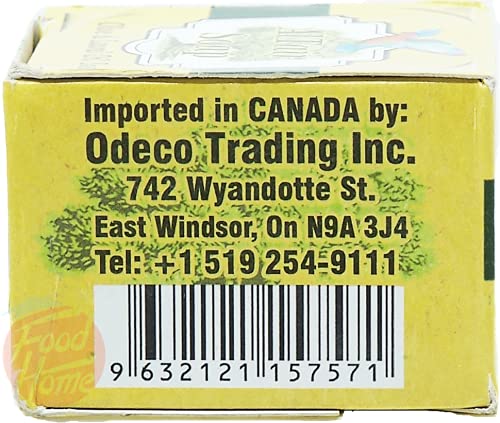 Imported in CANADA by:
Odeco Trading Inc.
742 Wyandotte St.
East Windsor, On N9A 3J4
Tel: +1 519 254-9111
9 632121 157571
Food
Home